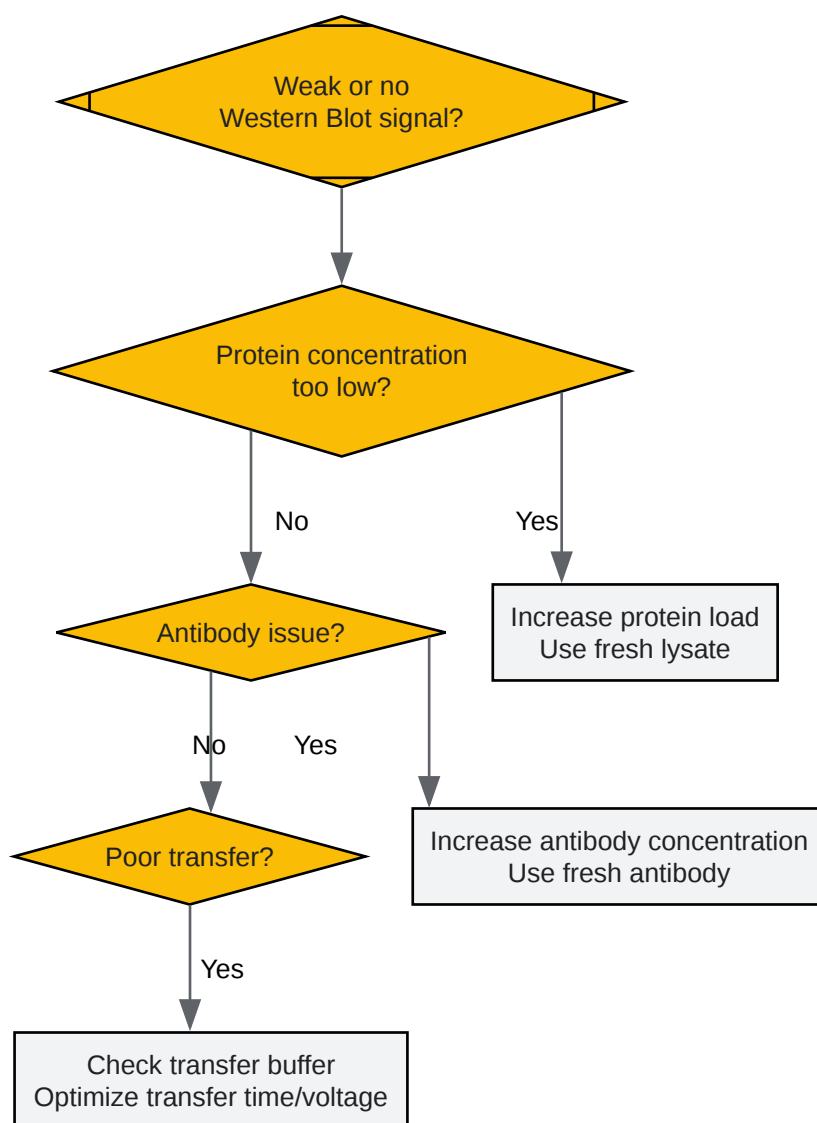 Weak or no
Western Blot signal?
Protein concentration
too low?
No
Yes
Antibody issue?
Increase protein load
Use fresh lysate
No
Yes
Poor transfer?
Increase antibody concentration
Use fresh antibody
Yes
Check transfer buffer
Optimize transfer time/voltage